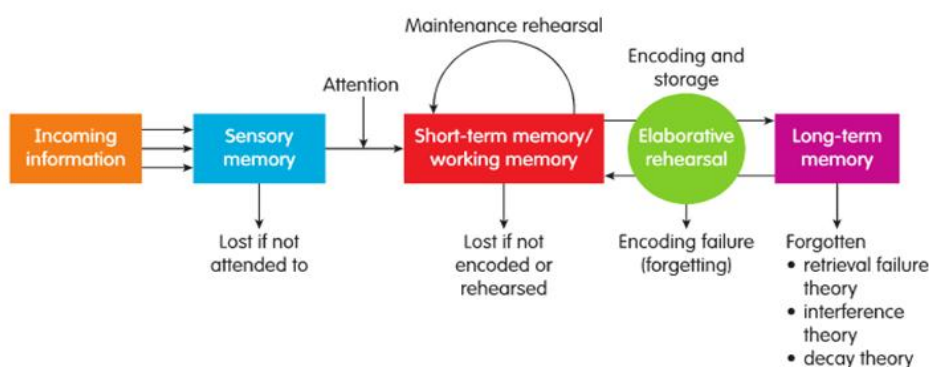 Maintenance rehearsal
Encoding and
storage
Attention
Incoming
information
Sensory
memory
Short-term memory/
working memory
Elaborative
rehearsal
Long-term
memory
Lost if not
attended to
Lost if not
encoded or
rehearsed
Encoding failure
(forgetting)
Forgotten
• retrieval failure
theory
• interference
theory
• decay theory